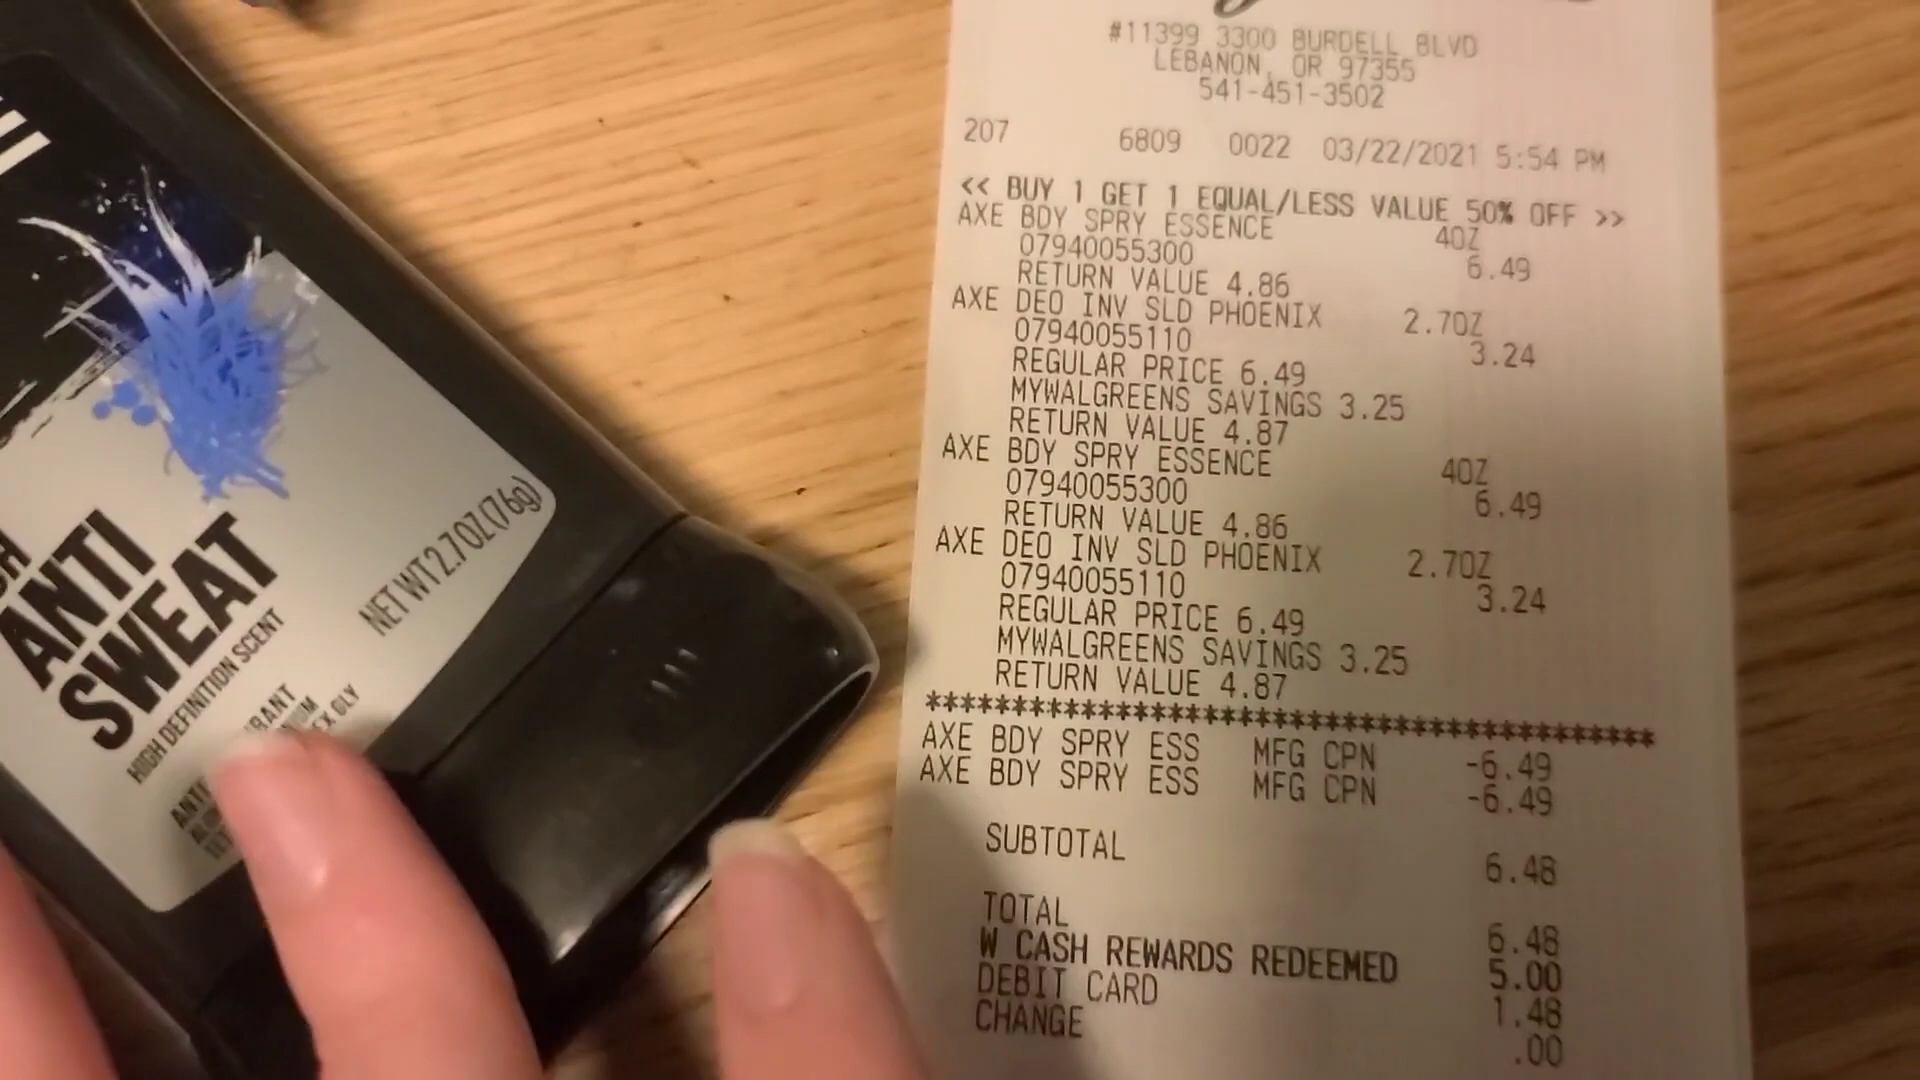 ANTI
SWEAT
HIGH DEFINITION SCENT
NET WT 2.7 OZ (76g)
#11399 3300 BURDELL BLVD
LEBANON, OR 97355
541-451-3502
207 6809 0022 03/22/2021 5:54 PM
<< BUY 1 GET 1 EQUAL/LESS VALUE 50% OFF >>
AXE BDY SPRY ESSENCE 4OZ
07940055300 6.49
RETURN VALUE 4.86
AXE DEO INV SLD PHOENIX 2.7OZ
07940055110 3.24
REGULAR PRICE 6.49
MYWALGREENS SAVINGS 3.25
RETURN VALUE 4.87
AXE BDY SPRY ESSENCE 4OZ
07940055300 6.49
RETURN VALUE 4.86
AXE DEO INV SLD PHOENIX 2.7OZ
07940055110 3.24
REGULAR PRICE 6.49
MYWALGREENS SAVINGS 3.25
RETURN VALUE 4.87
******************************************
AXE BDY SPRY ESS MFG CPN -6.49
AXE BDY SPRY ESS MFG CPN -6.49
SUBTOTAL 6.48
TOTAL 6.48
W CASH REWARDS REDEEMED 5.00
DEBIT CARD 1.48
CHANGE .00